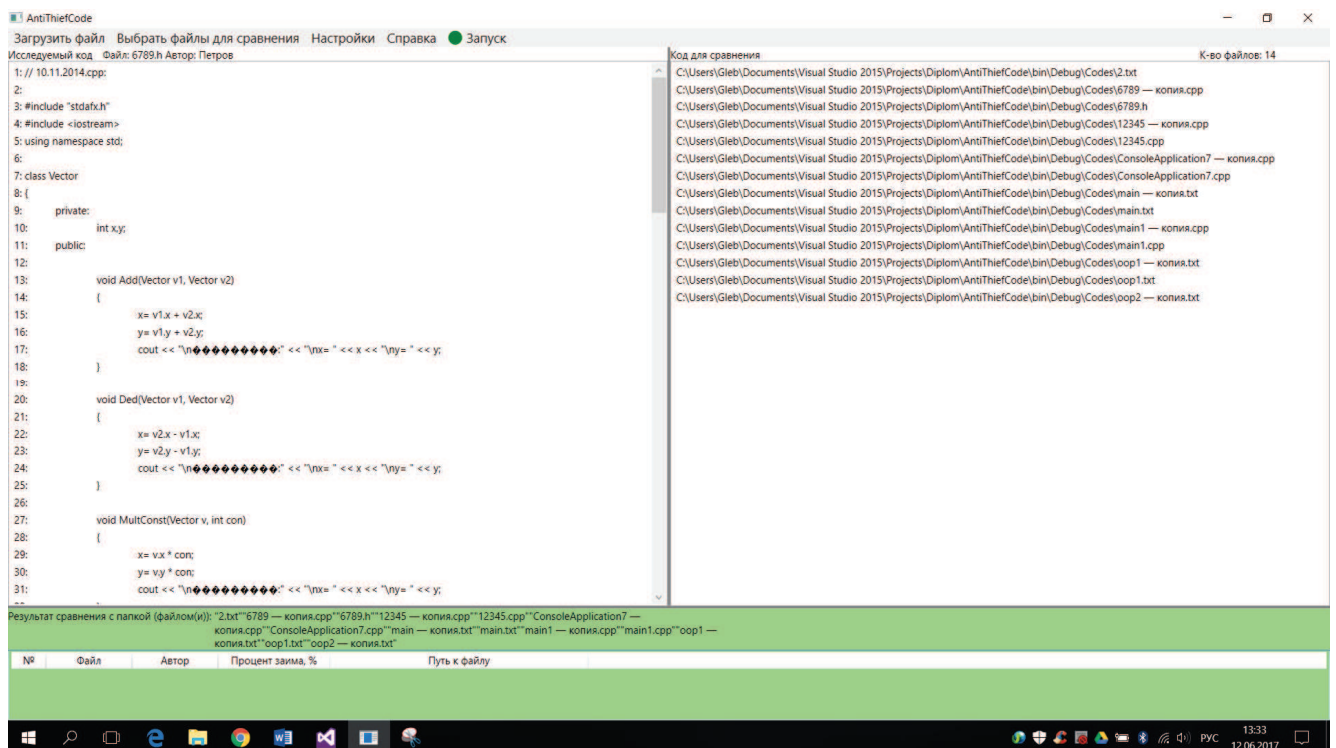 AntiThiefCode
Загрузить файл Выбрать файлы для сравнения Настройки Справка Запуск
Исследуемый код Файл: 6789.h Автор: Петров
1: // 10.11.2014.cpp:
2:
3: #include "stdafx.h"
4: #include <iostream>
5: using namespace std;
6:
7: class Vector
8: {
9: private:
10: int x,y;
11: public:
12:
13: void Add(Vector v1, Vector v2)
14: {
15: x= v1.x + v2.x;
16: y= v1.y + v2.y;
17: cout << "\n���������:" << "\nx= " << x << "\ny= " << y;
18: }
19:
20: void Ded(Vector v1, Vector v2)
21: {
22: x= v2.x - v1.x;
23: y= v2.y - v1.y;
24: cout << "\n���������:" << "\nx= " << x << "\ny= " << y;
25: }
26:
27: void MultConst(Vector v, int con)
28: {
29: x= v.x * con;
30: y= v.y * con;
31: cout << "\n���������:" << "\nx= " << x << "\ny= " << y;
Код для сравнения К-во файлов: 14
C:\Users\Gleb\Documents\Visual Studio 2015\Projects\Diplom\AntiThiefCode\bin\Debug\Codes\2.txt
C:\Users\Gleb\Documents\Visual Studio 2015\Projects\Diplom\AntiThiefCode\bin\Debug\Codes\6789 — копия.cpp
C:\Users\Gleb\Documents\Visual Studio 2015\Projects\Diplom\AntiThiefCode\bin\Debug\Codes\6789.h
C:\Users\Gleb\Documents\Visual Studio 2015\Projects\Diplom\AntiThiefCode\bin\Debug\Codes\12345 — копия.cpp
C:\Users\Gleb\Documents\Visual Studio 2015\Projects\Diplom\AntiThiefCode\bin\Debug\Codes\12345.cpp
C:\Users\Gleb\Documents\Visual Studio 2015\Projects\Diplom\AntiThiefCode\bin\Debug\Codes\ConsoleApplication7 — копия.cpp
C:\Users\Gleb\Documents\Visual Studio 2015\Projects\Diplom\AntiThiefCode\bin\Debug\Codes\ConsoleApplication7.cpp
C:\Users\Gleb\Documents\Visual Studio 2015\Projects\Diplom\AntiThiefCode\bin\Debug\Codes\main — копия.txt
C:\Users\Gleb\Documents\Visual Studio 2015\Projects\Diplom\AntiThiefCode\bin\Debug\Codes\main.txt
C:\Users\Gleb\Documents\Visual Studio 2015\Projects\Diplom\AntiThiefCode\bin\Debug\Codes\main1 — копия.cpp
C:\Users\Gleb\Documents\Visual Studio 2015\Projects\Diplom\AntiThiefCode\bin\Debug\Codes\main1.cpp
C:\Users\Gleb\Documents\Visual Studio 2015\Projects\Diplom\AntiThiefCode\bin\Debug\Codes\oop1 — копия.txt
C:\Users\Gleb\Documents\Visual Studio 2015\Projects\Diplom\AntiThiefCode\bin\Debug\Codes\oop1.txt
C:\Users\Gleb\Documents\Visual Studio 2015\Projects\Diplom\AntiThiefCode\bin\Debug\Codes\oop2 — копия.txt
Результат сравнения с папкой (файлом(и)): "2.txt""6789 — копия.cpp""6789.h""12345 — копия.cpp""12345.cpp""ConsoleApplication7 —
копия.cpp""ConsoleApplication7.cpp""main — копия.txt""main.txt""main1 — копия.cpp""main1.cpp""oop1 —
копия.txt""oop1.txt""oop2 — копия.txt"
№ Файл Автор Процент заима, % Путь к файлу
РУС 13:33
12.06.2017